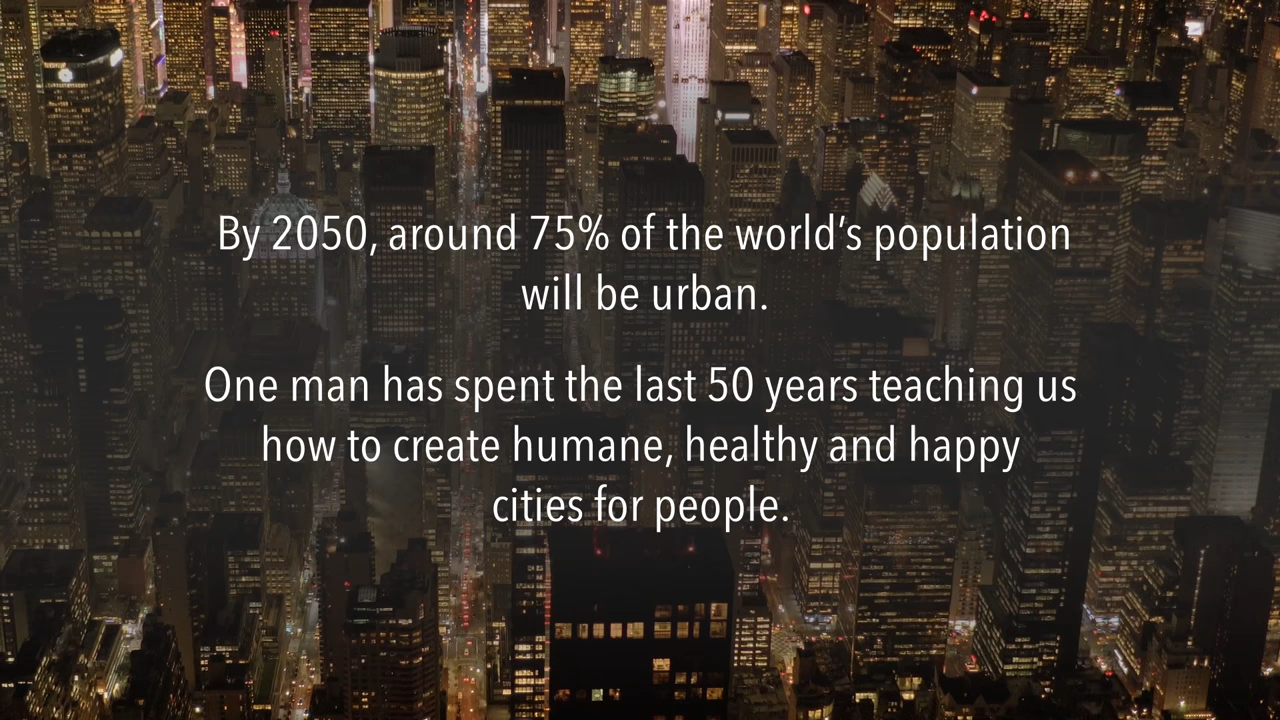 By 2050, around 75% of the world’s population
will be urban.
One man has spent the last 50 years teaching us
how to create humane, healthy and happy
cities for people.